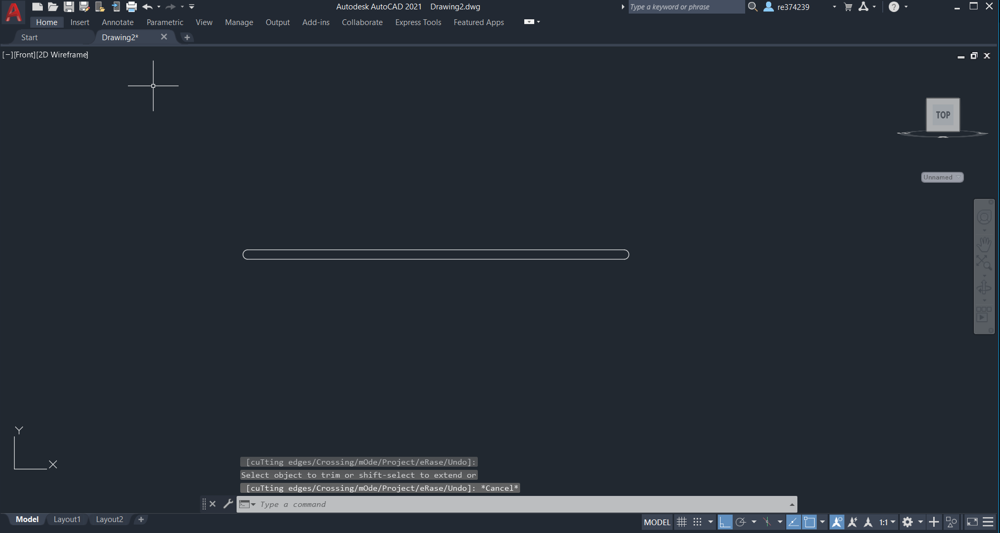 Autodesk AutoCAD 2021 Drawing2.dwg
Type a keyword or phrase
re374239
Home Insert Annotate Parametric View Manage Output Add-ins Collaborate Express Tools Featured Apps
Start Drawing2*
[−][Front][2D Wireframe]
TOP
Unnamed
Y
X
[cuTting edges/Crossing/mOde/Project/eRase/Undo]:
Select object to trim or shift-select to extend or
[cuTting edges/Crossing/mOde/Project/eRase/Undo]: *Cancel*
Type a command
Model Layout1 Layout2
MODEL 1:1